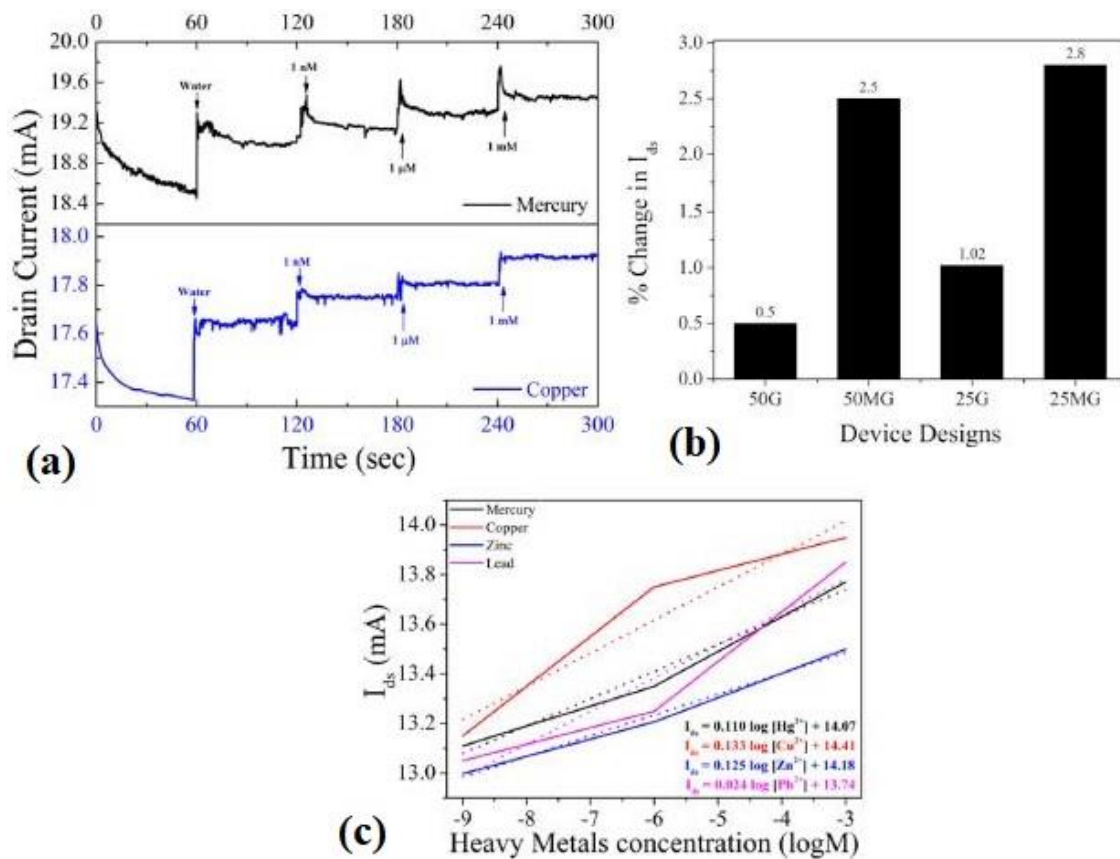 0 60 120 180 240 300
20.0
19.6
19.2
18.8
18.4
Water
1 nM
1 μM
1 mM
Mercury
18.0
17.8
17.6
17.4
Water
1 nM
1 μM
1 mM
Copper
0 60 120 180 240 300
Drain Current (mA)
Time (sec)
(a)
3.0
2.5
2.0
1.5
1.0
0.5
0.0
% Change in Ids
0.5
2.5
1.02
2.8
50G 50MG 25G 25MG
Device Designs
(b)
Mercury
Copper
Zinc
Lead
14.0
13.8
13.6
13.4
13.2
13.0
Ids (mA)
Ids = 0.110 log [Hg2+] + 14.07
Ids = 0.133 log [Cu2+] + 14.41
Ids = 0.125 log [Zn2+] + 14.18
Ids = 0.024 log [Pb2+] + 13.74
-9 -8 -7 -6 -5 -4 -3
Heavy Metals concentration (logM)
(c)